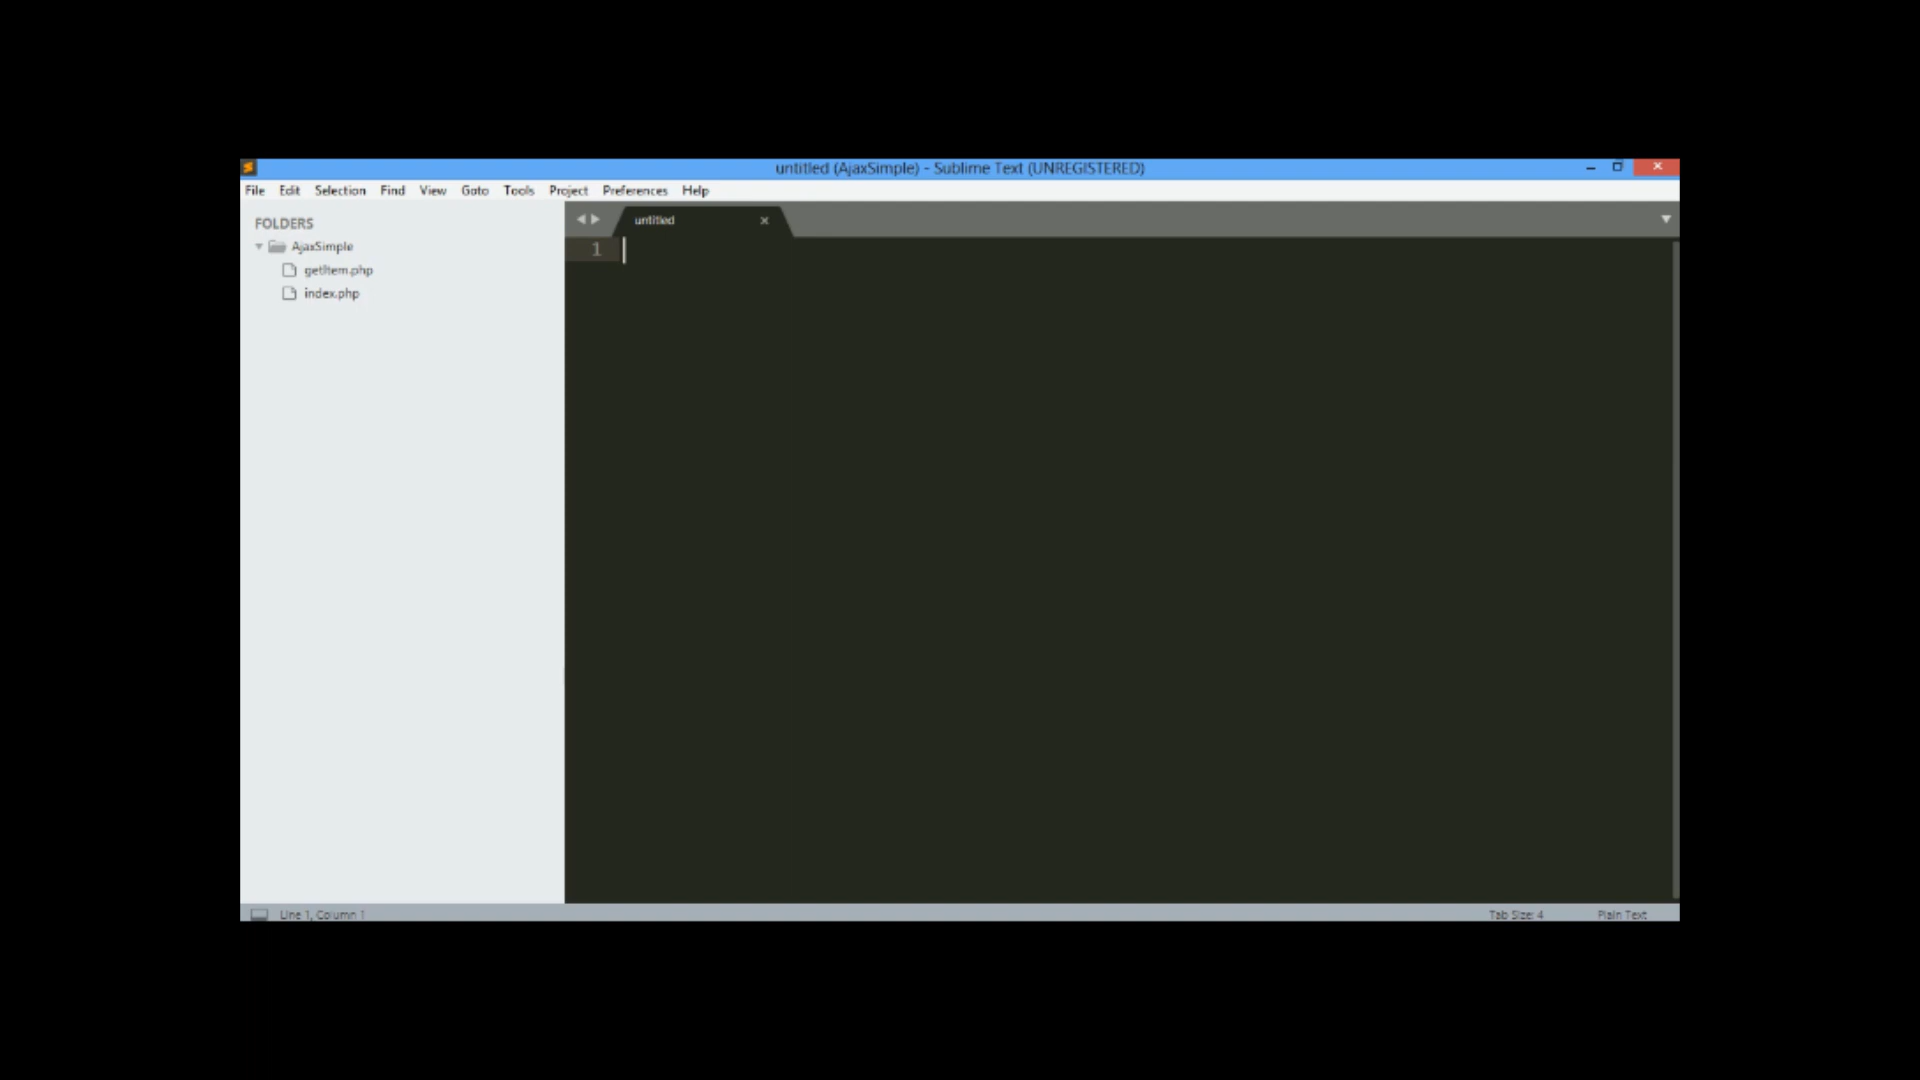 untitled (AjaxSimple) - Sublime Text (UNREGISTERED)
File Edit Selection Find View Goto Tools Project Preferences Help
FOLDERS
AjaxSimple
getItem.php
index.php
untitled
1
Line 1, Column 1
Tab Size: 4
Plain Text